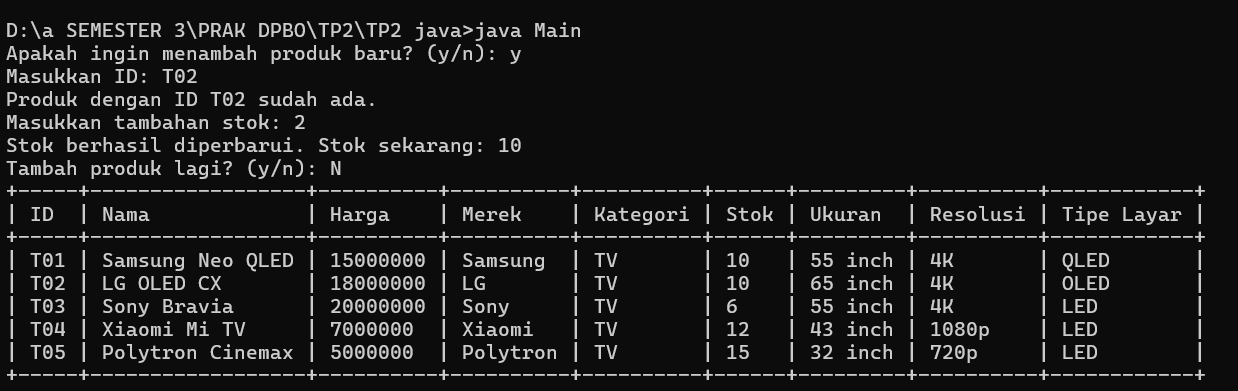 D:\a SEMESTER 3\PRAK DPBO\TP2\TP2 java>java Main
Apakah ingin menambah produk baru? (y/n): y
Masukkan ID: T02
Produk dengan ID T02 sudah ada.
Masukkan tambahan stok: 2
Stok berhasil diperbarui. Stok sekarang: 10
Tambah produk lagi? (y/n): N
+-----+------------------+----------+----------+----------+------+---------+----------+------------+
| ID  | Nama             | Harga    | Merek    | Kategori | Stok | Ukuran  | Resolusi | Tipe Layar |
+-----+------------------+----------+----------+----------+------+---------+----------+------------+
| T01 | Samsung Neo QLED | 15000000 | Samsung  | TV       | 10   | 55 inch | 4K       | QLED       |
| T02 | LG OLED CX       | 18000000 | LG       | TV       | 10   | 65 inch | 4K       | OLED       |
| T03 | Sony Bravia      | 20000000 | Sony     | TV       | 6    | 55 inch | 4K       | LED        |
| T04 | Xiaomi Mi TV     | 7000000  | Xiaomi   | TV       | 12   | 43 inch | 1080p    | LED        |
| T05 | Polytron Cinemax | 5000000  | Polytron | TV       | 15   | 32 inch | 720p     | LED        |
+-----+------------------+----------+----------+----------+------+---------+----------+------------+